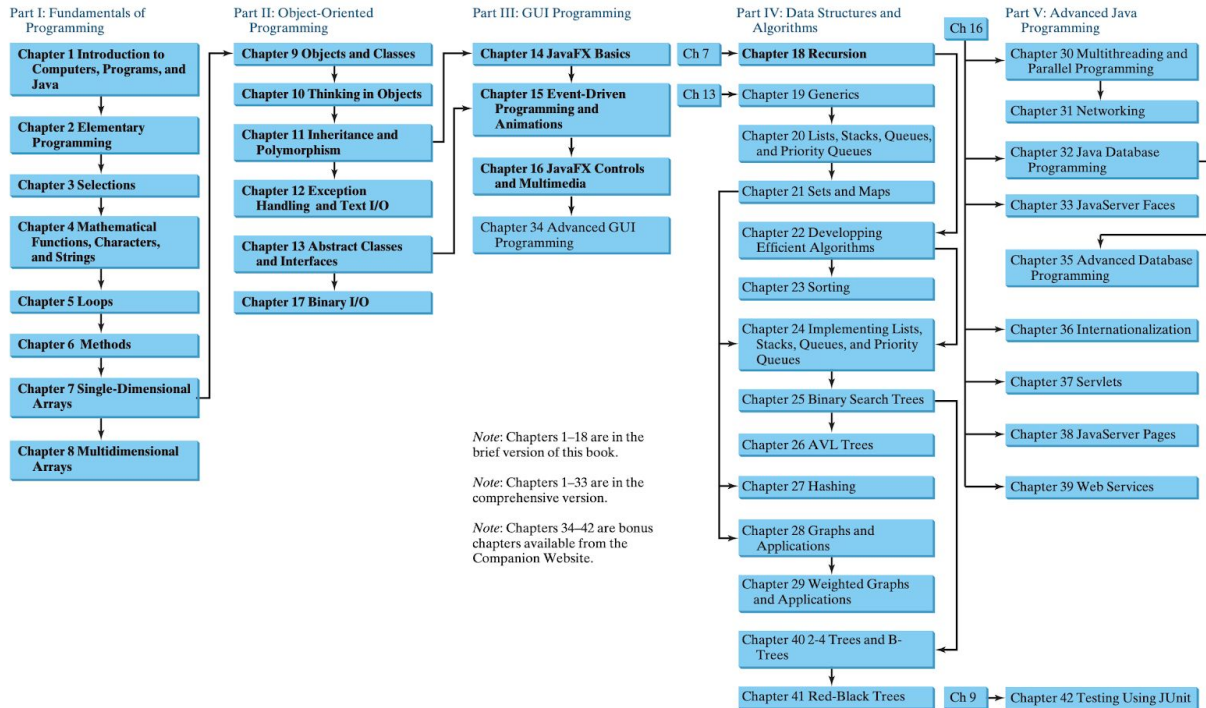 Part I: Fundamentals of
Programming
Chapter 1 Introduction to
Computers, Programs, and
Java
Chapter 2 Elementary
Programming
Chapter 3 Selections
Chapter 4 Mathematical
Functions, Characters,
and Strings
Chapter 5 Loops
Chapter 6 Methods
Chapter 7 Single-Dimensional
Arrays
Chapter 8 Multidimensional
Arrays
Part II: Object-Oriented
Programming
Chapter 9 Objects and Classes
Chapter 10 Thinking in Objects
Chapter 11 Inheritance and
Polymorphism
Chapter 12 Exception
Handling and Text I/O
Chapter 13 Abstract Classes
and Interfaces
Chapter 17 Binary I/O
Part III: GUI Programming
Chapter 14 JavaFX Basics
Chapter 15 Event-Driven
Programming and
Animations
Chapter 16 JavaFX Controls
and Multimedia
Chapter 34 Advanced GUI
Programming
Note: Chapters 1–18 are in the
brief version of this book.
Note: Chapters 1–33 are in the
comprehensive version.
Note: Chapters 34–42 are bonus
chapters available from the
Companion Website.
Part IV: Data Structures and
Algorithms
Ch 7
Chapter 18 Recursion
Ch 13
Chapter 19 Generics
Chapter 20 Lists, Stacks, Queues,
and Priority Queues
Chapter 21 Sets and Maps
Chapter 22 Developping
Efficient Algorithms
Chapter 23 Sorting
Chapter 24 Implementing Lists,
Stacks, Queues, and Priority
Queues
Chapter 25 Binary Search Trees
Chapter 26 AVL Trees
Chapter 27 Hashing
Chapter 28 Graphs and
Applications
Chapter 29 Weighted Graphs
and Applications
Chapter 40 2-4 Trees and B-
Trees
Chapter 41 Red-Black Trees
Part V: Advanced Java
Programming
Ch 16
Chapter 30 Multithreading and
Parallel Programming
Chapter 31 Networking
Chapter 32 Java Database
Programming
Chapter 33 JavaServer Faces
Chapter 35 Advanced Database
Programming
Chapter 36 Internationalization
Chapter 37 Servlets
Chapter 38 JavaServer Pages
Chapter 39 Web Services
Ch 9
Chapter 42 Testing Using JUnit